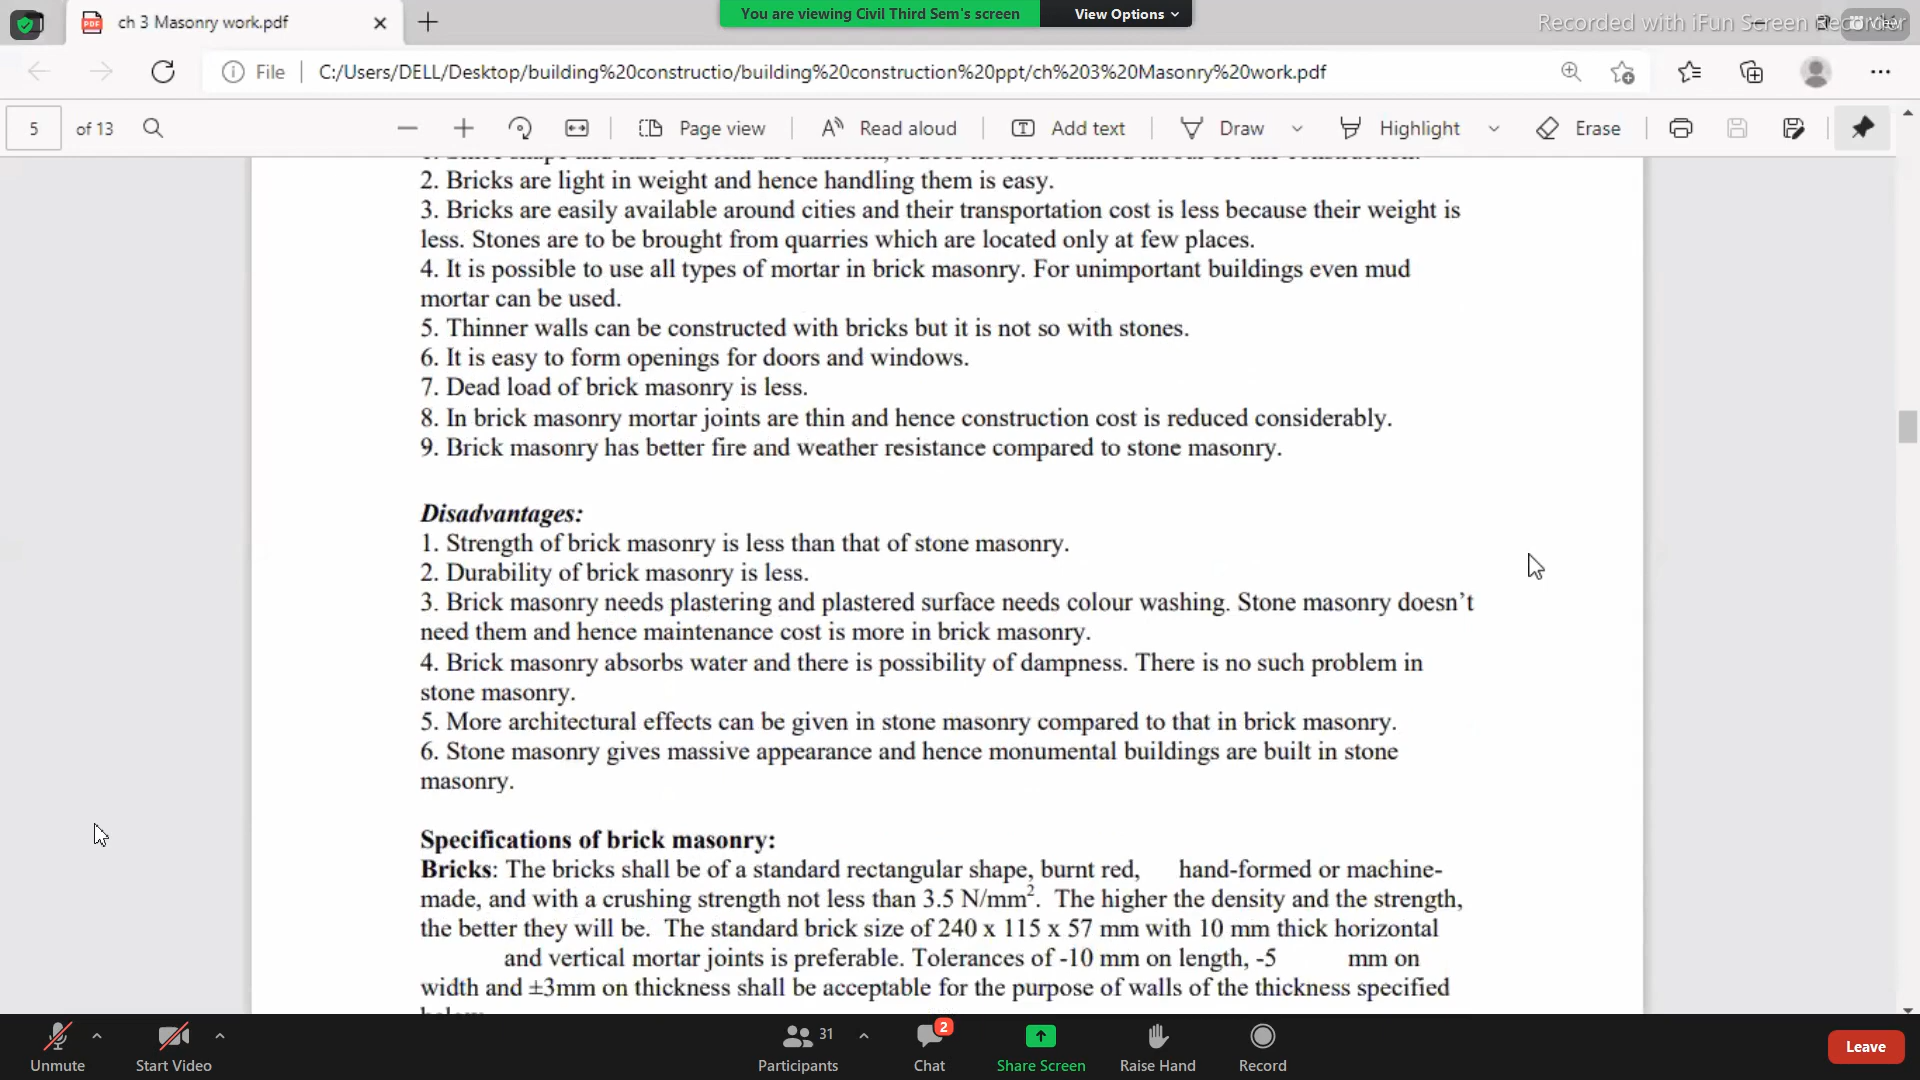 ch 3 Masonry work.pdf
You are viewing Civil Third Sem's screen
View Options
Recorded with iFun Screen Recorder
View
File
C:/Users/DELL/Desktop/building%20constructio/building%20construction%20ppt/ch%203%20Masonry%20work.pdf
5 of 13
Page view
Read aloud
Add text
Draw
Highlight
Erase
1. Since shape and size of bricks are uniform, it does not need skilled labour for the construction.
2. Bricks are light in weight and hence handling them is easy.
3. Bricks are easily available around cities and their transportation cost is less because their weight is
less. Stones are to be brought from quarries which are located only at few places.
4. It is possible to use all types of mortar in brick masonry. For unimportant buildings even mud
mortar can be used.
5. Thinner walls can be constructed with bricks but it is not so with stones.
6. It is easy to form openings for doors and windows.
7. Dead load of brick masonry is less.
8. In brick masonry mortar joints are thin and hence construction cost is reduced considerably.
9. Brick masonry has better fire and weather resistance compared to stone masonry.
Disadvantages:
1. Strength of brick masonry is less than that of stone masonry.
2. Durability of brick masonry is less.
3. Brick masonry needs plastering and plastered surface needs colour washing. Stone masonry doesn't
need them and hence maintenance cost is more in brick masonry.
4. Brick masonry absorbs water and there is possibility of dampness. There is no such problem in
stone masonry.
5. More architectural effects can be given in stone masonry compared to that in brick masonry.
6. Stone masonry gives massive appearance and hence monumental buildings are built in stone
masonry.
Specifications of brick masonry:
Bricks: The bricks shall be of a standard rectangular shape, burnt red, hand-formed or machine-
made, and with a crushing strength not less than 3.5 N/mm². The higher the density and the strength,
the better they will be. The standard brick size of 240 x 115 x 57 mm with 10 mm thick horizontal
and vertical mortar joints is preferable. Tolerances of -10 mm on length, -5 mm on
width and ±3mm on thickness shall be acceptable for the purpose of walls of the thickness specified
Unmute
Start Video
Participants
31
Chat
2
Share Screen
Raise Hand
Record
Leave